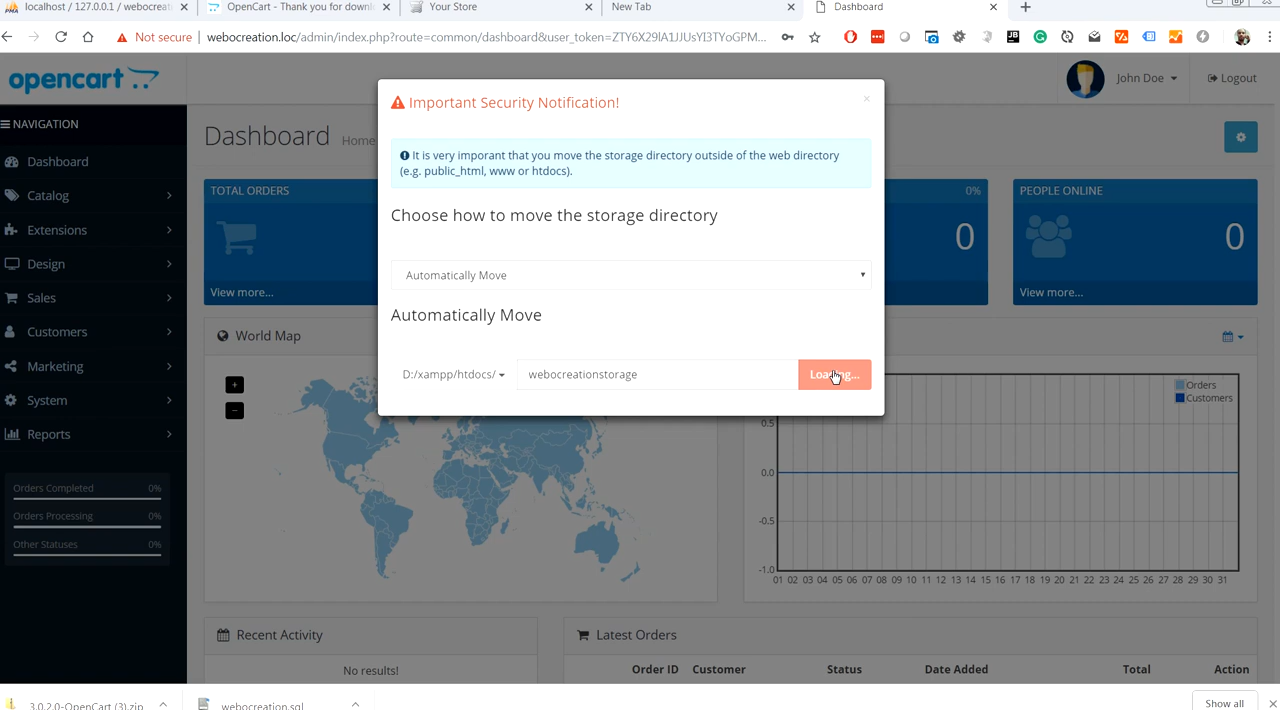 localhost / 127.0.0.1 / webocreat
OpenCart - Thank you for downl
Your Store
New Tab
Dashboard
Not secure
webocreation.loc/admin/index.php?route=common/dashboard&user_token=ZTY6X29IA1JJUsYI3TYoGPM...
opencart
John Doe
Logout
NAVIGATION
Dashboard
Catalog
Extensions
Design
Sales
Customers
Marketing
System
Reports
Orders Completed 0%
Orders Processing 0%
Other Statuses 0%
Dashboard
Home
TOTAL ORDERS
View more...
0%
0
PEOPLE ONLINE
0
View more...
Important Security Notification!
×
It is very imporant that you move the storage directory outside of the web directory
(e.g. public_html, www or htdocs).
Choose how to move the storage directory
Automatically Move
Automatically Move
D:/xampp/htdocs/
webocreationstorage
Loading...
World Map
+
−
Orders
Customers
0.5
0.0
-0.5
-1.0
01 02 03 04 05 06 07 08 09 10 11 12 13 14 15 16 17 18 19 20 21 22 23 24 25 26 27 28 29 30 31
Recent Activity
No results!
Latest Orders
Order ID Customer Status Date Added Total Action
3.0.2.0-OpenCart (3).zip
webocreation.sql
Show all